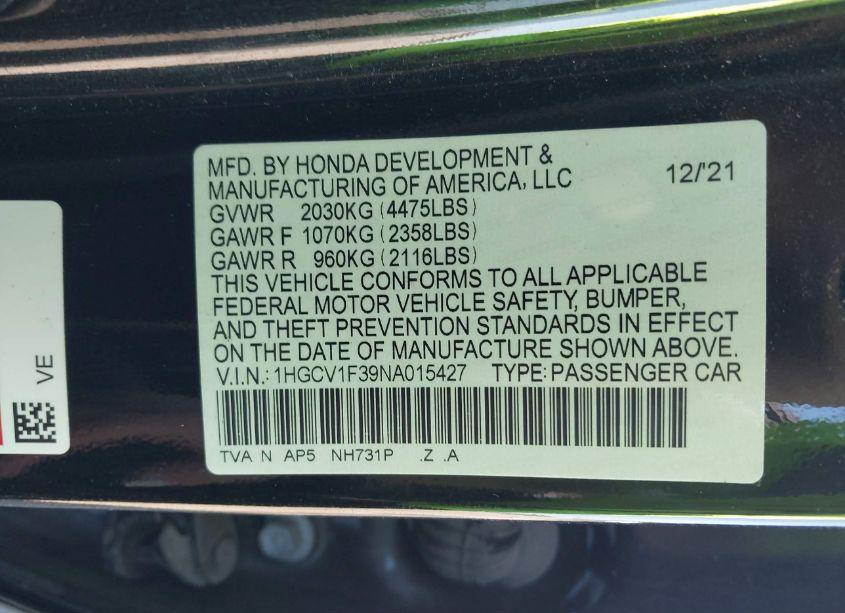 MFD. BY HONDA DEVELOPMENT &
MANUFACTURING OF AMERICA, LLC 12/'21
GVWR 2030KG (4475LBS)
GAWR F 1070KG (2358LBS)
GAWR R 960KG (2116LBS)
THIS VEHICLE CONFORMS TO ALL APPLICABLE
FEDERAL MOTOR VEHICLE SAFETY, BUMPER,
AND THEFT PREVENTION STANDARDS IN EFFECT
ON THE DATE OF MANUFACTURE SHOWN ABOVE.
V.I.N.: 1HGCV1F39NA015427 TYPE: PASSENGER CAR
TVA N AP5 NH731P .Z .A
VE